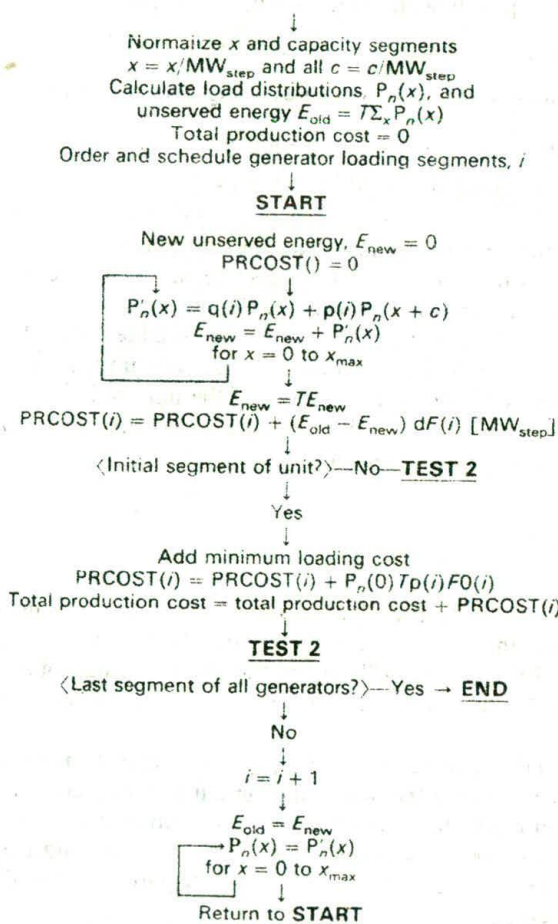 ↓
Normalize x and capacity segments
x = x/MW_step and all c = c/MW_step
Calculate load distributions, P_n(x), and
unserved energy E_old = TΣ_x P_n(x)
Total production cost = 0
Order and schedule generator loading segments, i
↓
START
New unserved energy, E_new = 0
PRCOST() = 0
↓
P′_n(x) = q(i) P_n(x) + p(i) P_n(x + c)
E_new = E_new + P′_n(x)
for x = 0 to x_max
↓
E_new = TE_new
PRCOST(i) = PRCOST(i) + (E_old − E_new) dF(i) [MW_step]
↓
⟨Initial segment of unit?⟩—No—TEST 2
↓
Yes
↓
Add minimum loading cost
PRCOST(i) = PRCOST(i) + P_n(0) Tp(i)F0(i)
Total production cost = total production cost + PRCOST(i)
↓
TEST 2
⟨Last segment of all generators?⟩—Yes → END
↓
No
↓
i = i + 1
↓
E_old = E_new
P_n(x) = P′_n(x)
for x = 0 to x_max
↓
Return to START